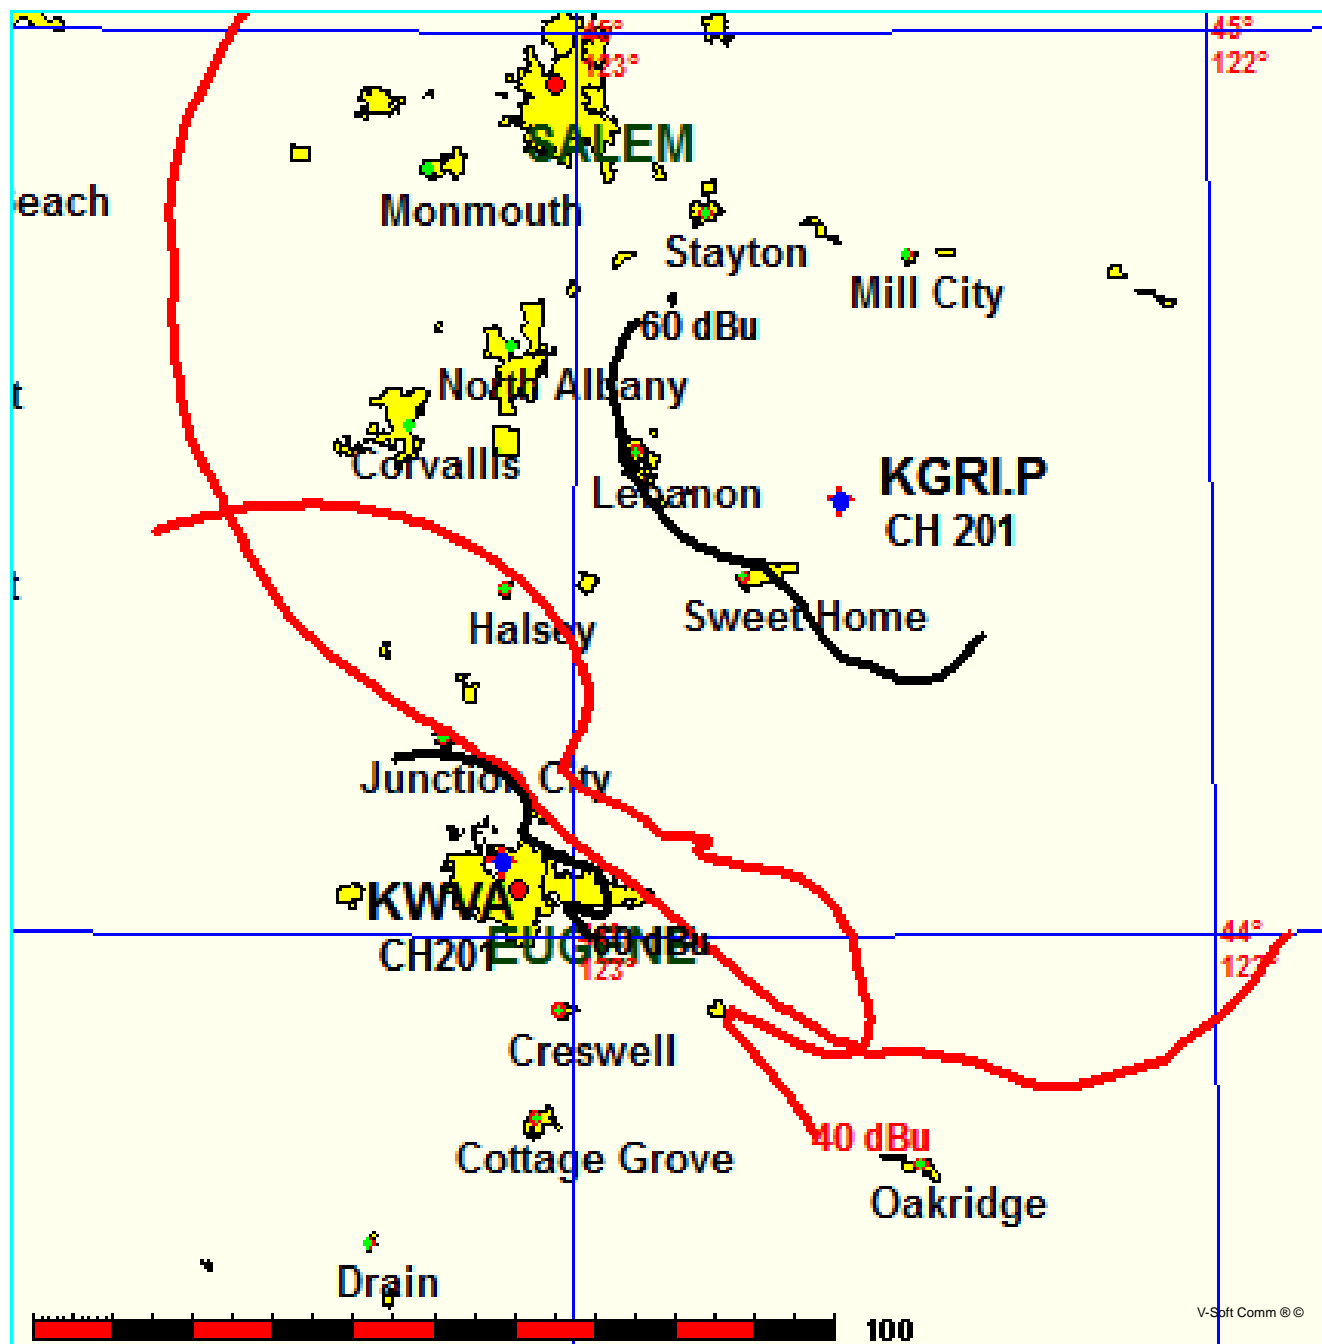 45°
123°
45°
122°
SALEM
each
Monmouth
Stayton
Mill City
60 dBu
t
North Albany
Corvallis
Lebanon
KGRI.P
CH 201
t
Halsey
Sweet Home
Junction City
KWVA
CH201
EUGENE
60 dBu
123°
44°
122°
Creswell
40 dBu
Cottage Grove
Oakridge
Drain
100
V-Soft Comm ® ©